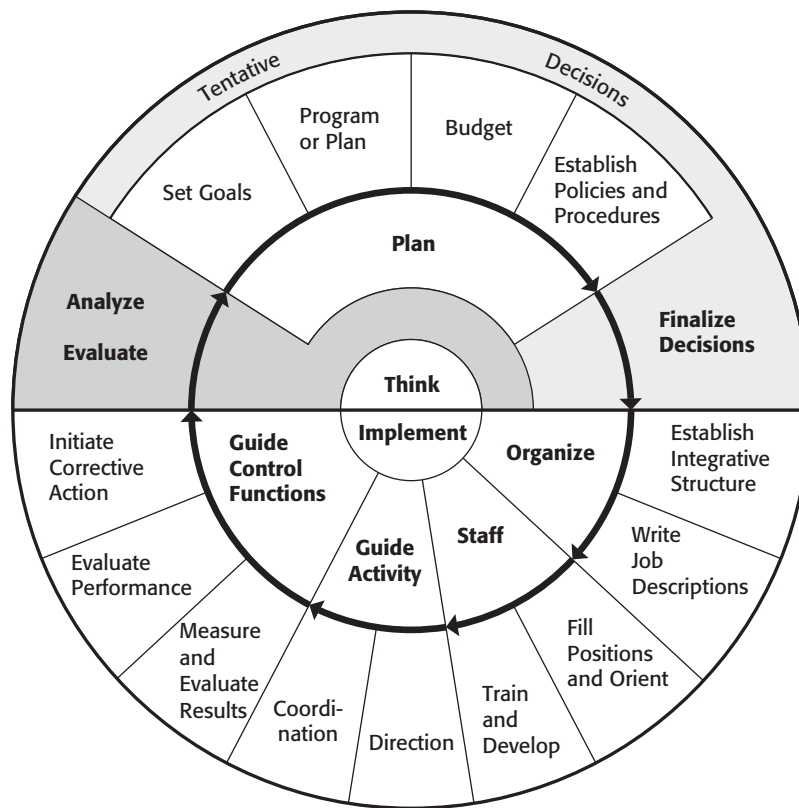 Tentative
Decisions
Program
or Plan
Budget
Set Goals
Establish
Policies and
Procedures
Plan
Analyze
Evaluate
Finalize
Decisions
Think
Implement
Initiate
Corrective
Action
Guide
Control
Functions
Organize
Establish
Integrative
Structure
Evaluate
Performance
Guide
Activity
Staff
Write
Job
Descriptions
Measure
and
Evaluate
Results
Coordi-
nation
Direction
Train
and
Develop
Fill
Positions
and Orient